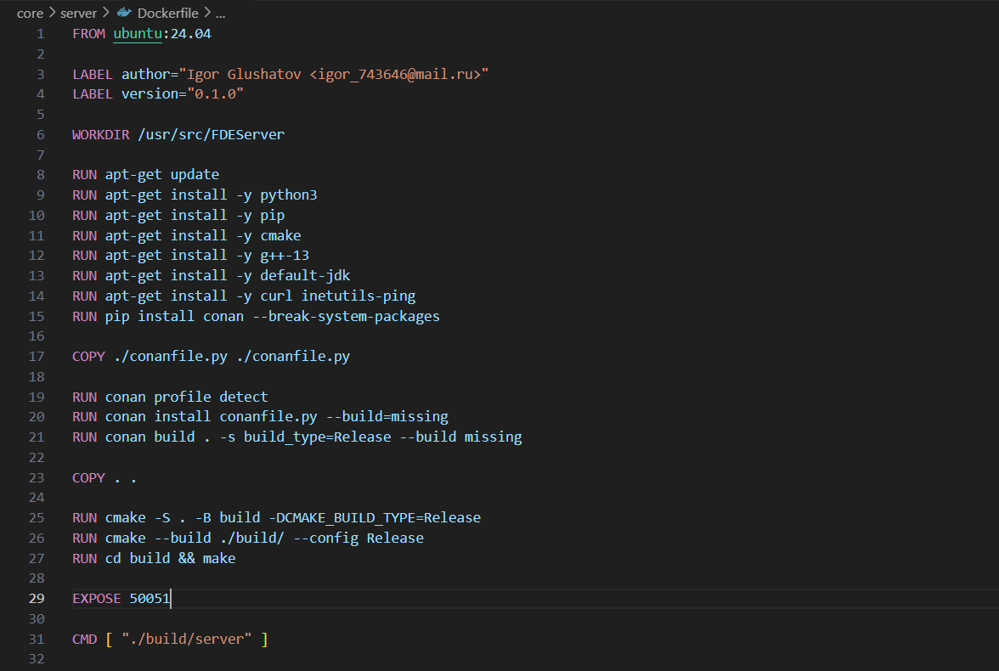 core > server > Dockerfile > ...
1 FROM ubuntu:24.04
2
3 LABEL author="Igor Glushatov <igor_743646@mail.ru>"
4 LABEL version="0.1.0"
5
6 WORKDIR /usr/src/FDEServer
7
8 RUN apt-get update
9 RUN apt-get install -y python3
10 RUN apt-get install -y pip
11 RUN apt-get install -y cmake
12 RUN apt-get install -y g++-13
13 RUN apt-get install -y default-jdk
14 RUN apt-get install -y curl inetutils-ping
15 RUN pip install conan --break-system-packages
16
17 COPY ./conanfile.py ./conanfile.py
18
19 RUN conan profile detect
20 RUN conan install conanfile.py --build=missing
21 RUN conan build . -s build_type=Release --build missing
22
23 COPY . .
24
25 RUN cmake -S . -B build -DCMAKE_BUILD_TYPE=Release
26 RUN cmake --build ./build/ --config Release
27 RUN cd build && make
28
29 EXPOSE 50051
30
31 CMD [ "./build/server" ]
32